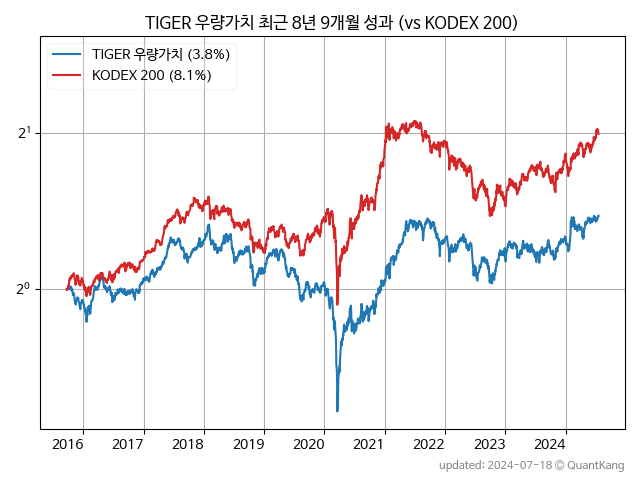 TIGER 우량가치 최근 8년 9개월 성과 (vs KODEX 200)
TIGER 우량가치 (3.8%)
KODEX 200 (8.1%)
2¹
2⁰
2016 2017 2018 2019 2020 2021 2022 2023 2024
updated: 2024-07-18 © QuantKang